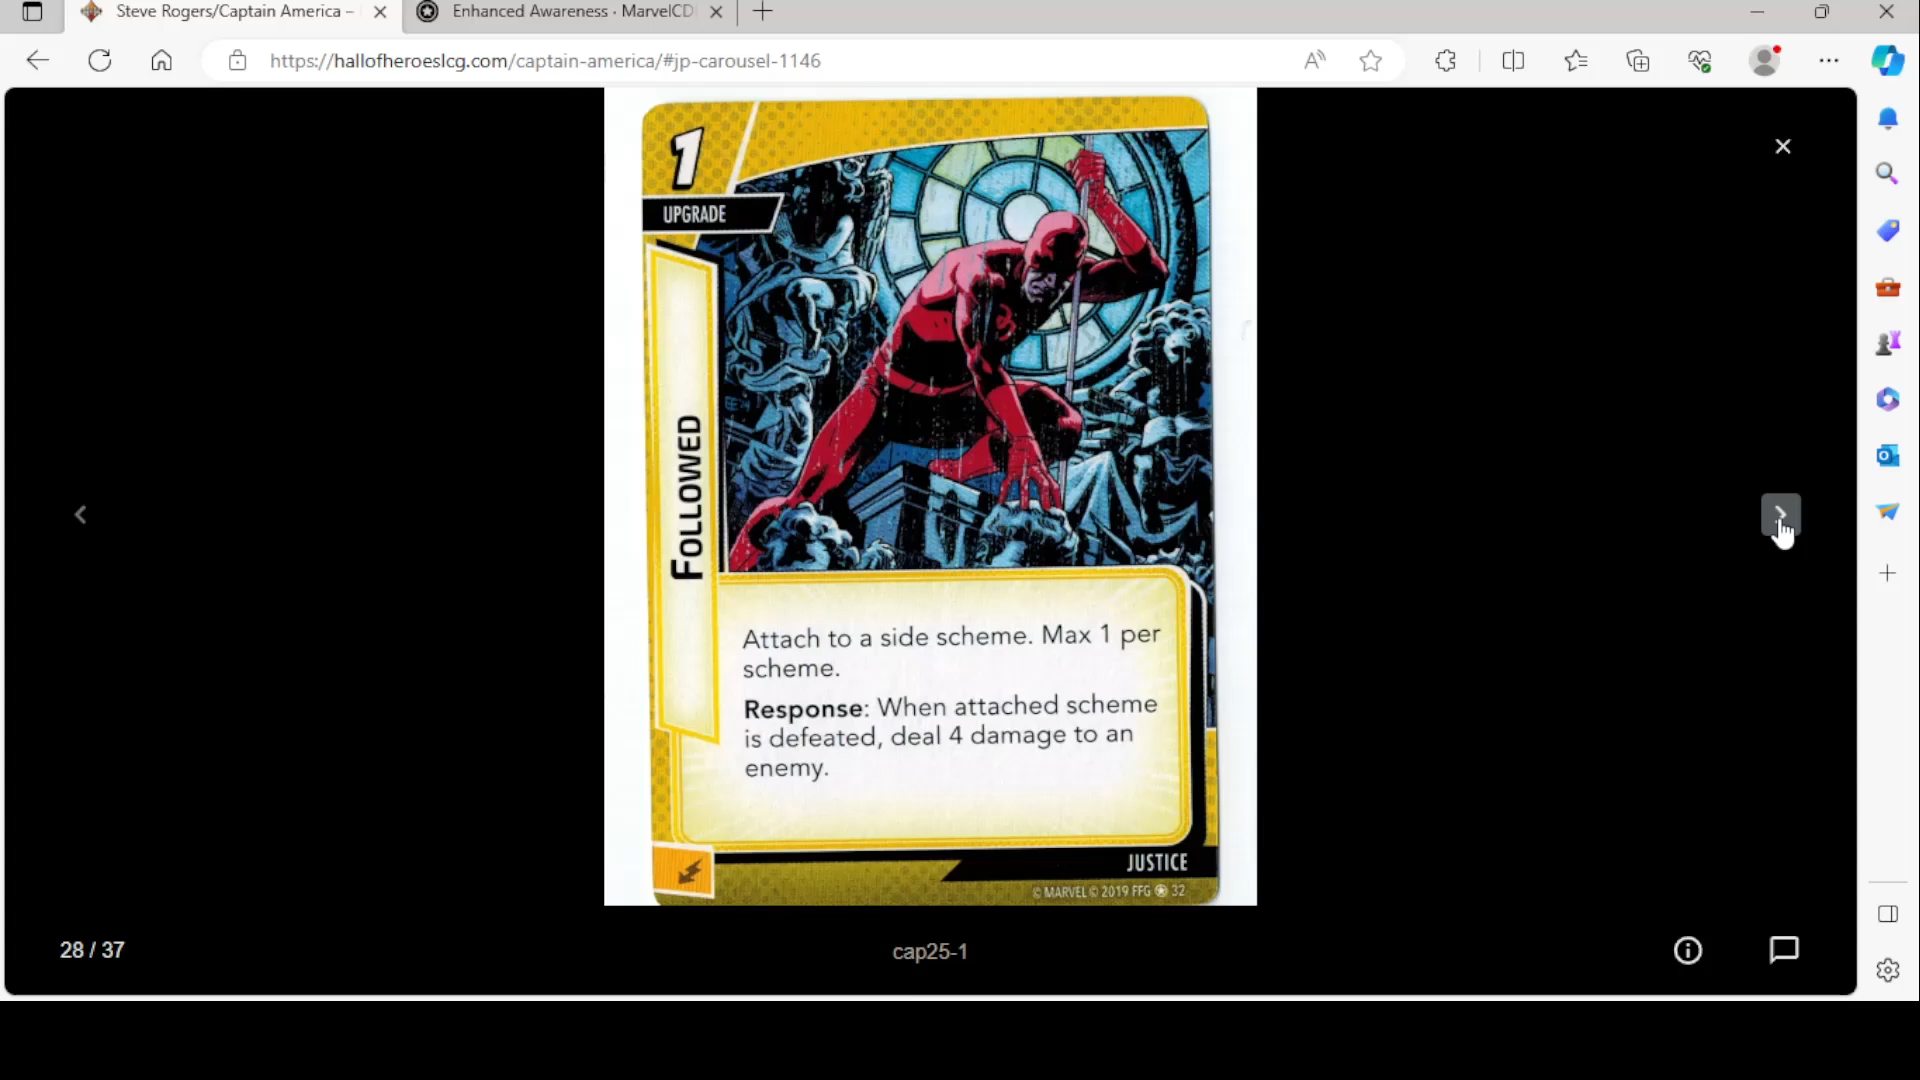 Steve Rogers/Captain America –
Enhanced Awareness · MarvelCD
https://hallofheroeslcg.com/captain-america/#jp-carousel-1146
1
UPGRADE
FOLLOWED
Attach to a side scheme. Max 1 per
scheme.
Response: When attached scheme
is defeated, deal 4 damage to an
enemy.
JUSTICE
© MARVEL © 2019 FFG 32
28 / 37
cap25-1